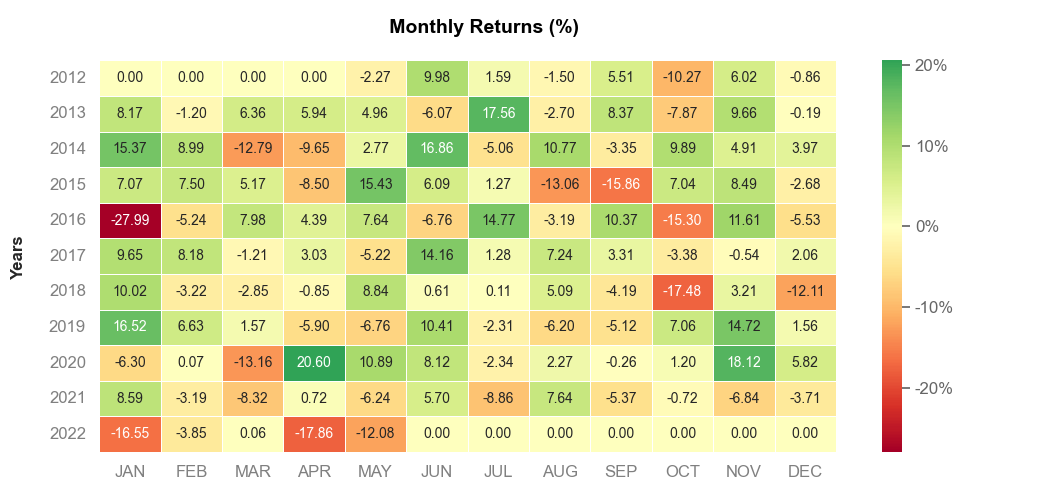 Monthly Returns (%)
Years
2012 0.00 0.00 0.00 0.00 -2.27 9.98 1.59 -1.50 5.51 -10.27 6.02 -0.86
2013 8.17 -1.20 6.36 5.94 4.96 -6.07 17.56 -2.70 8.37 -7.87 9.66 -0.19
2014 15.37 8.99 -12.79 -9.65 2.77 16.86 -5.06 10.77 -3.35 9.89 4.91 3.97
2015 7.07 7.50 5.17 -8.50 15.43 6.09 1.27 -13.06 -15.86 7.04 8.49 -2.68
2016 -27.99 -5.24 7.98 4.39 7.64 -6.76 14.77 -3.19 10.37 -15.30 11.61 -5.53
2017 9.65 8.18 -1.21 3.03 -5.22 14.16 1.28 7.24 3.31 -3.38 -0.54 2.06
2018 10.02 -3.22 -2.85 -0.85 8.84 0.61 0.11 5.09 -4.19 -17.48 3.21 -12.11
2019 16.52 6.63 1.57 -5.90 -6.76 10.41 -2.31 -6.20 -5.12 7.06 14.72 1.56
2020 -6.30 0.07 -13.16 20.60 10.89 8.12 -2.34 2.27 -0.26 1.20 18.12 5.82
2021 8.59 -3.19 -8.32 0.72 -6.24 5.70 -8.86 7.64 -5.37 -0.72 -6.84 -3.71
2022 -16.55 -3.85 0.06 -17.86 -12.08 0.00 0.00 0.00 0.00 0.00 0.00 0.00
JAN FEB MAR APR MAY JUN JUL AUG SEP OCT NOV DEC
20%
10%
0%
-10%
-20%